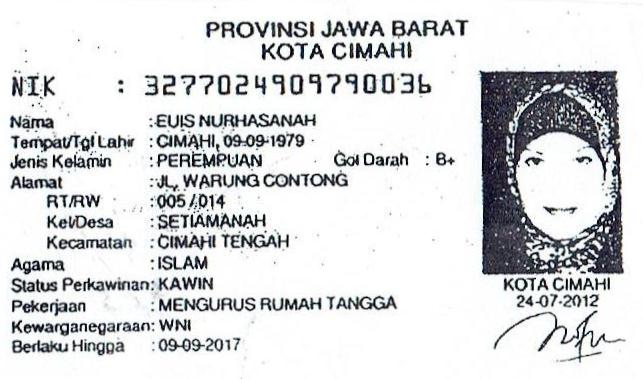 PROVINSI JAWA BARAT
KOTA CIMAHI
NIK : 3277024909790036
Nama : EUIS NURHASANAH
Tempat/Tgl Lahir : CIMAHI, 09-09-1979
Jenis Kelamin : PEREMPUAN Gol Darah : B+
Alamat : JL, WARUNG CONTONG
RT/RW : 005 / 014
Kel/Desa : SETIAMANAH
Kecamatan : CIMAHI TENGAH
Agama : ISLAM
Status Perkawinan: KAWIN
Pekerjaan : MENGURUS RUMAH TANGGA
Kewarganegaraan: WNI
Berlaku Hingga : 09-09-2017
KOTA CIMAHI
24-07-2012